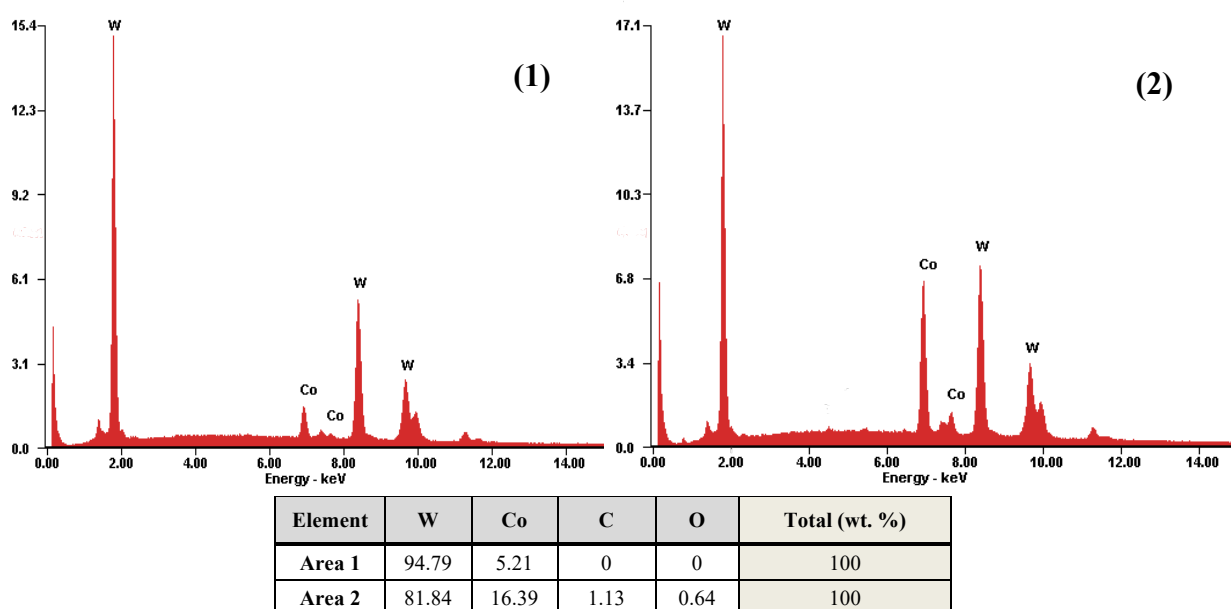 15.4 W (1)
12.3
9.2
6.1 W
3.1 W
Co Co
0.0
0.00 2.00 4.00 6.00 8.00 10.00 12.00 14.00
Energy - keV
17.1 W (2)
13.7
10.3
6.8 Co W
3.4 Co W
0.0
0.00 2.00 4.00 6.00 8.00 10.00 12.00 14.00
Energy - keV
Element W Co C O Total (wt. %)
Area 1 94.79 5.21 0 0 100
Area 2 81.84 16.39 1.13 0.64 100